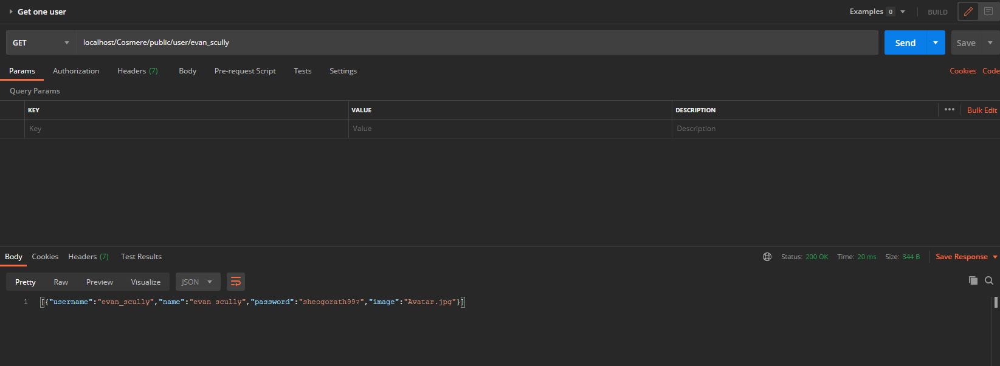 Get one user Examples 0 BUILD
GET localhost/Cosmere/public/user/evan_scully Send Save
Params Authorization Headers (7) Body Pre-request Script Tests Settings Cookies Code
Query Params
KEY VALUE DESCRIPTION ••• Bulk Edit
Key Value Description
Body Cookies Headers (7) Test Results Status: 200 OK Time: 20 ms Size: 344 B Save Response
Pretty Raw Preview Visualize JSON
1 [{"username":"evan_scully","name":"evan scully","password":"sheogorath99?","image":"Avatar.jpg"}]